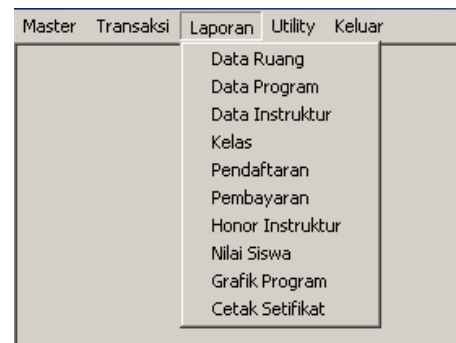 Master Transaksi Laporan Utility Keluar
Data Ruang
Data Program
Data Instruktur
Kelas
Pendaftaran
Pembayaran
Honor Instruktur
Nilai Siswa
Grafik Program
Cetak Setifikat